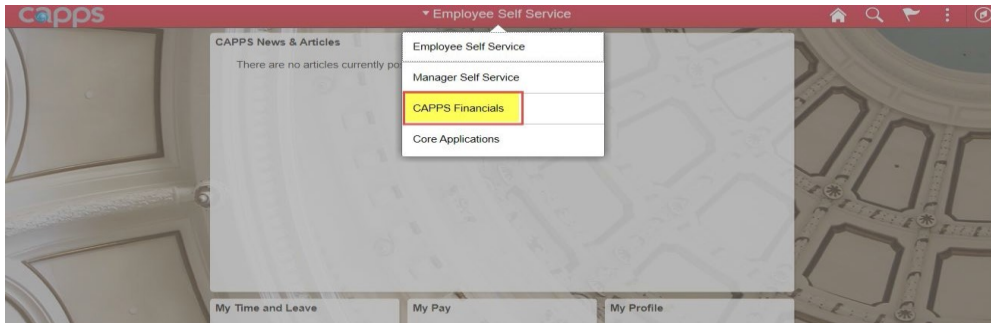 capps
Employee Self Service
CAPPS News & Articles
There are no articles currently po
Employee Self Service
Manager Self Service
CAPPS Financials
Core Applications
My Time and Leave
My Pay
My Profile